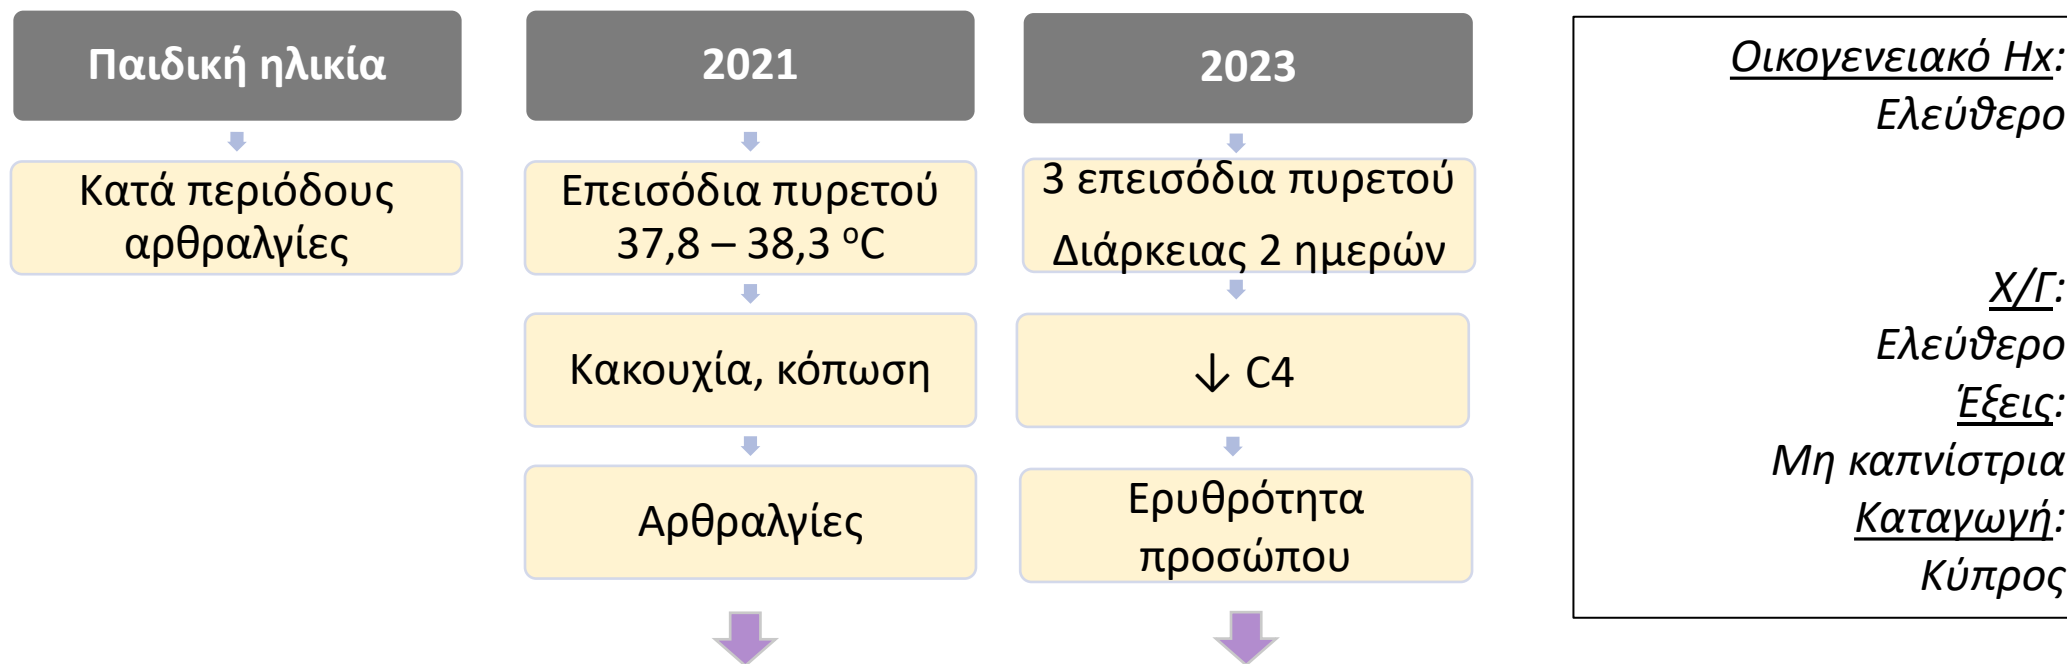 Παιδική ηλικία
Κατά περιόδους
αρθραλγίες
2021
Επεισόδια πυρετού
37,8 – 38,3 °C
Κακουχία, κόπωση
Αρθραλγίες
2023
3 επεισόδια πυρετού
Διάρκειας 2 ημερών
↓ C4
Ερυθρότητα
προσώπου
Οικογενειακό Hx:
Ελεύθερο
Χ/Γ:
Ελεύθερο
Έξεις:
Μη καπνίστρια
Καταγωγή:
Κύπρος